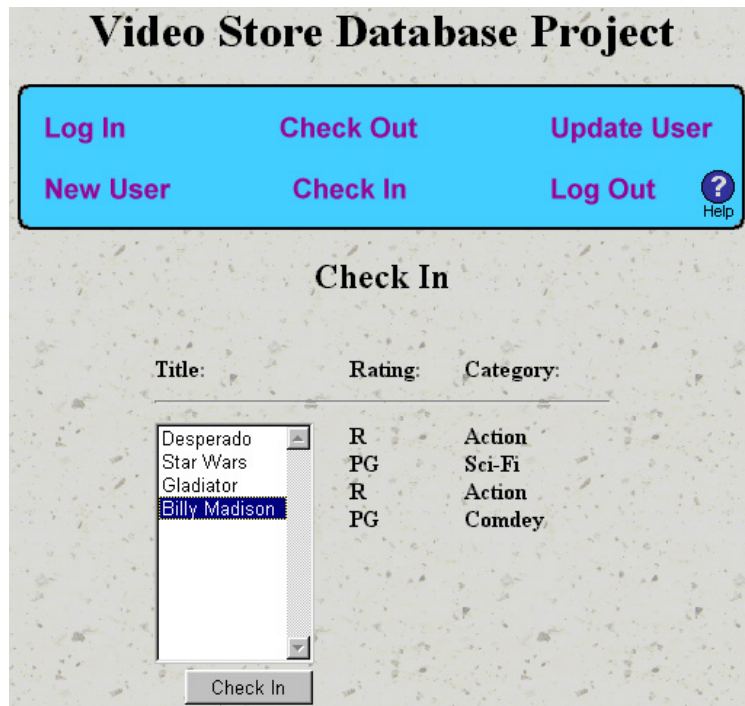 Video Store Database Project
Log In Check Out Update User
New User Check In Log Out ?
Help
Check In
Title: Rating: Category:
Desperado R Action
Star Wars PG Sci-Fi
Gladiator R Action
Billy Madison PG Comdey
Check In